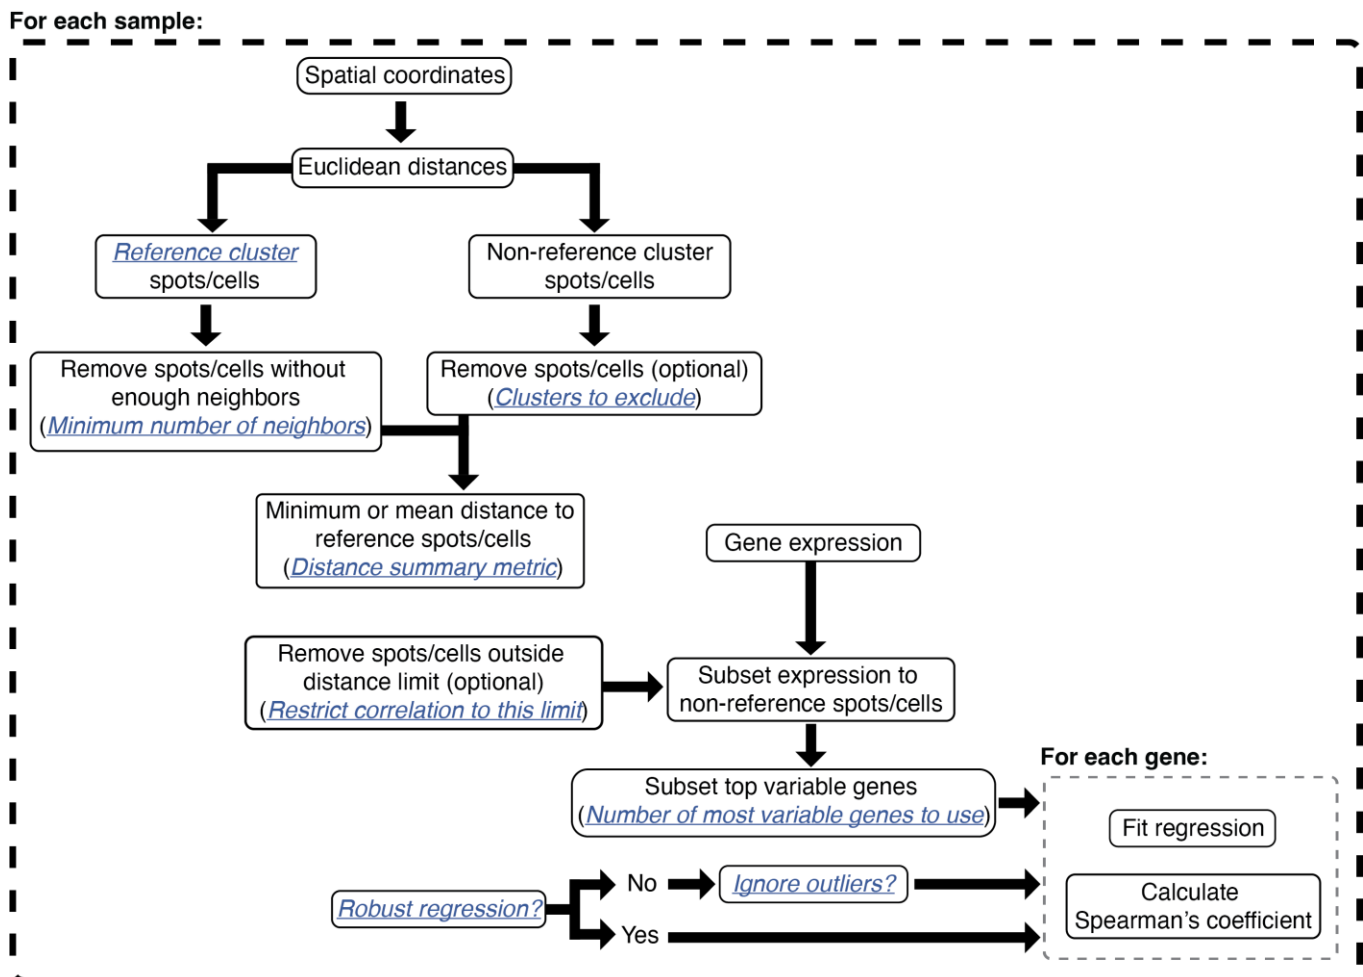 For each sample:
Spatial coordinates
Euclidean distances
Reference cluster
spots/cells
Non-reference cluster
spots/cells
Remove spots/cells without
enough neighbors
(Minimum number of neighbors)
Remove spots/cells (optional)
(Clusters to exclude)
Minimum or mean distance to
reference spots/cells
(Distance summary metric)
Gene expression
Remove spots/cells outside
distance limit (optional)
(Restrict correlation to this limit)
Subset expression to
non-reference spots/cells
Subset top variable genes
(Number of most variable genes to use)
For each gene:
Fit regression
Calculate
Spearman’s coefficient
Robust regression?
No
Ignore outliers?
Yes